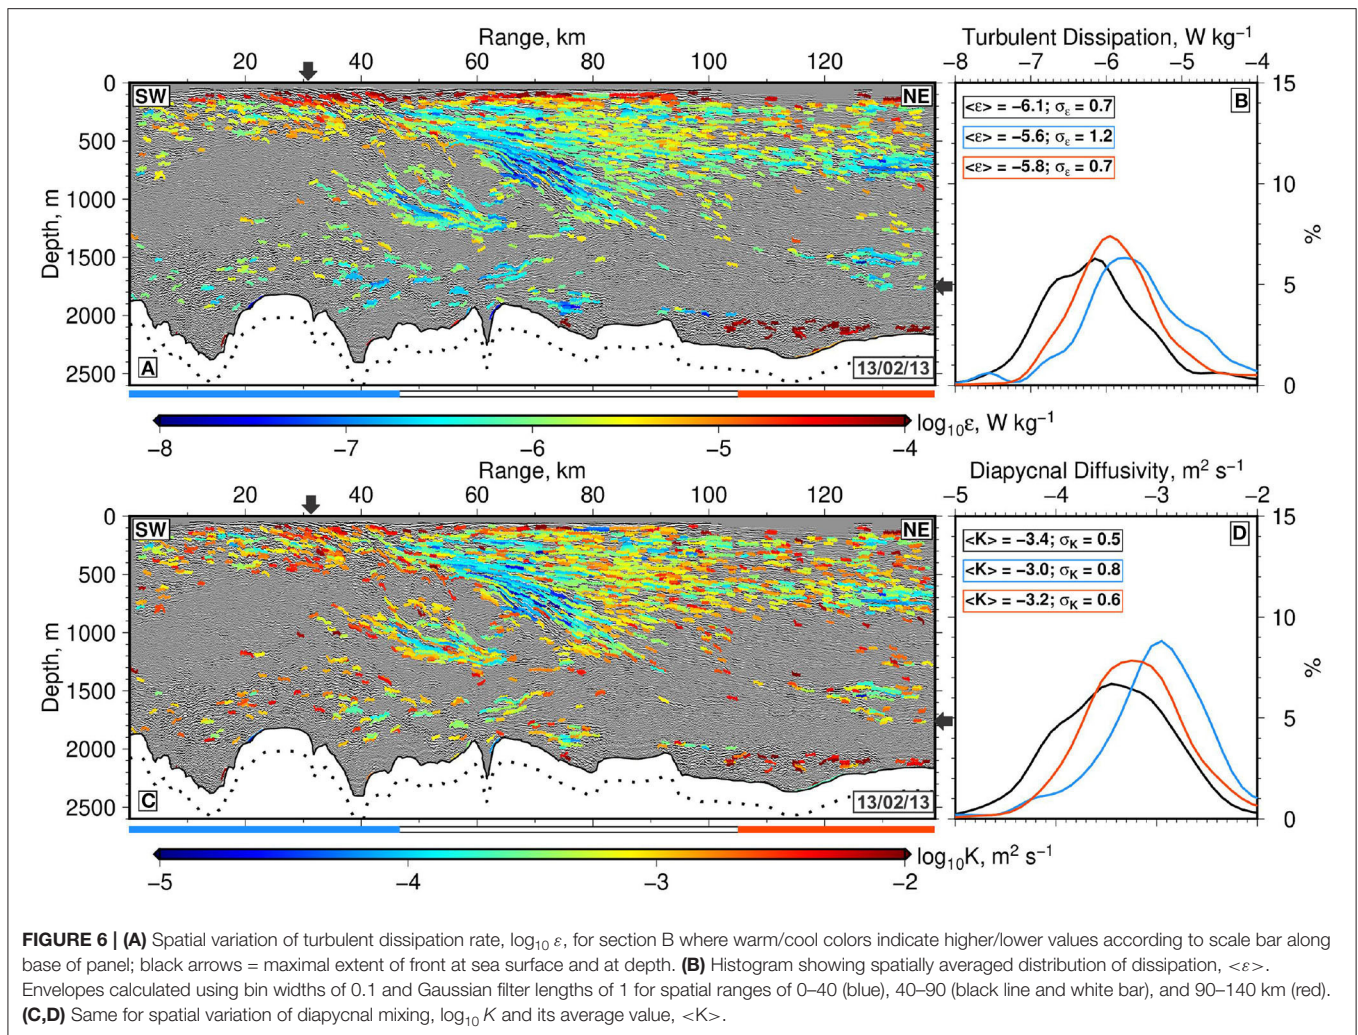 Range, km
20 40 60 80 100 120
Turbulent Dissipation, W kg⁻¹
−8 −7 −6 −5 −4
SW
NE
B
0
500
1000
1500
2000
2500
Depth, m
A
13/02/13
<ε> = −6.1; σε = 0.7
<ε> = −5.6; σε = 1.2
<ε> = −5.8; σε = 0.7
15
10
5
0
%
log₁₀ε, W kg⁻¹
−8 −7 −6 −5 −4
Range, km
20 40 60 80 100 120
Diapycnal Diffusivity, m² s⁻¹
−5 −4 −3 −2
SW
NE
D
0
500
1000
1500
2000
2500
Depth, m
C
13/02/13
<K> = −3.4; σK = 0.5
<K> = −3.0; σK = 0.8
<K> = −3.2; σK = 0.6
15
10
5
0
%
log₁₀K, m² s⁻¹
−5 −4 −3 −2
FIGURE 6 | (A) Spatial variation of turbulent dissipation rate, log₁₀ ε, for section B where warm/cool colors indicate higher/lower values according to scale bar along
base of panel; black arrows = maximal extent of front at sea surface and at depth. (B) Histogram showing spatially averaged distribution of dissipation, <ε>.
Envelopes calculated using bin widths of 0.1 and Gaussian filter lengths of 1 for spatial ranges of 0–40 (blue), 40–90 (black line and white bar), and 90–140 km (red).
(C,D) Same for spatial variation of diapycnal mixing, log₁₀ K and its average value, <K>.